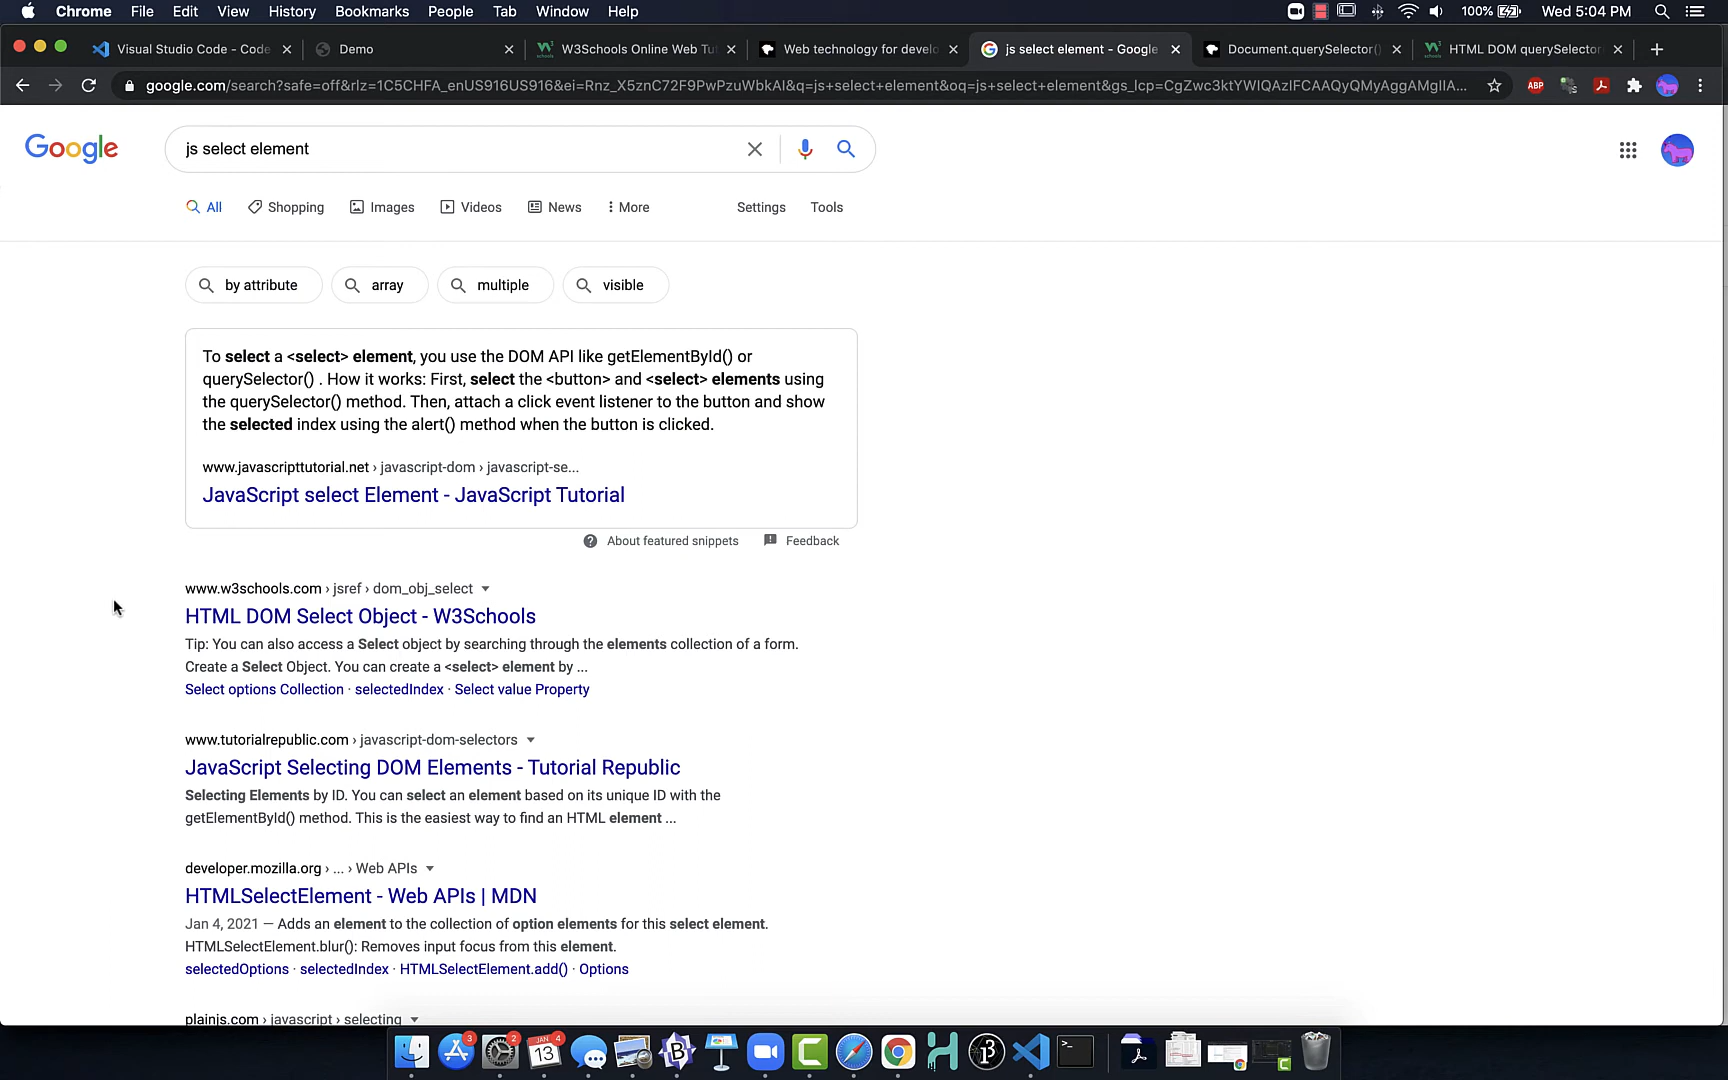 Chrome File Edit View History Bookmarks People Tab Window Help 100% Wed 5:04 PM
Visual Studio Code - Code Demo W3Schools Online Web Tut Web technology for develo js select element - Google Document.querySelector() HTML DOM querySelector
google.com/search?safe=off&rlz=1C5CHFA_enUS916US916&ei=Rnz_X5znC72F9PwPzuWbkAI&q=js+select+element&oq=js+select+element&gs_lcp=CgZwc3ktYWIQAzIFCAAQyQMyAggAMgIIA... ABP
Google js select element
All Shopping Images Videos News More Settings Tools
by attribute array multiple visible
To select a <select> element, you use the DOM API like getElementById() or
querySelector() . How it works: First, select the <button> and <select> elements using
the querySelector() method. Then, attach a click event listener to the button and show
the selected index using the alert() method when the button is clicked.
www.javascripttutorial.net › javascript-dom › javascript-se...
JavaScript select Element - JavaScript Tutorial
About featured snippets Feedback
www.w3schools.com › jsref › dom_obj_select
HTML DOM Select Object - W3Schools
Tip: You can also access a Select object by searching through the elements collection of a form.
Create a Select Object. You can create a <select> element by ...
Select options Collection · selectedIndex · Select value Property
www.tutorialrepublic.com › javascript-dom-selectors
JavaScript Selecting DOM Elements - Tutorial Republic
Selecting Elements by ID. You can select an element based on its unique ID with the
getElementById() method. This is the easiest way to find an HTML element ...
developer.mozilla.org › ... › Web APIs
HTMLSelectElement - Web APIs | MDN
Jan 4, 2021 — Adds an element to the collection of option elements for this select element.
HTMLSelectElement.blur(): Removes input focus from this element.
selectedOptions · selectedIndex · HTMLSelectElement.add() · Options
plainjs.com › javascript › selecting
3 2 JAN 13 4 B